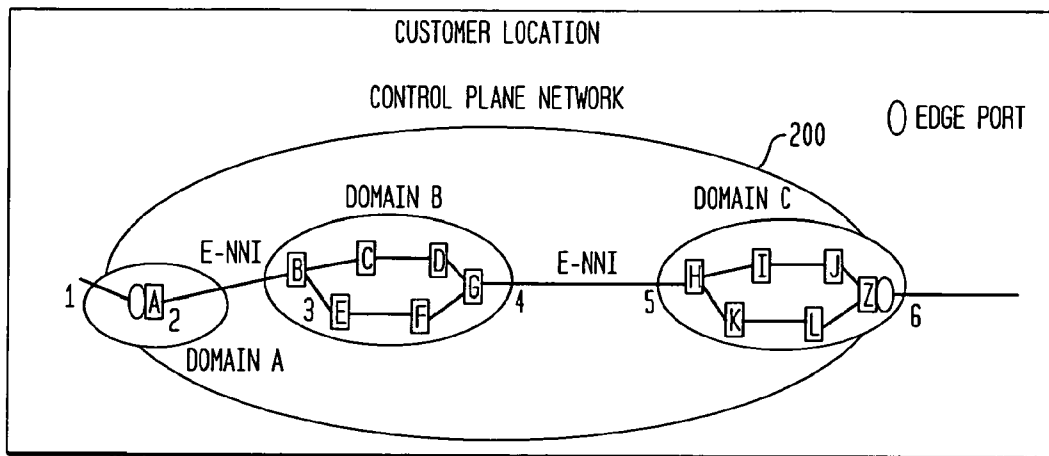 CUSTOMER LOCATION
CONTROL PLANE NETWORK
EDGE PORT
200
DOMAIN B
DOMAIN C
E-NNI
E-NNI
B
C
D
H
I
J
1
A
2
3
E
F
G
4
5
K
L
Z
6
DOMAIN A